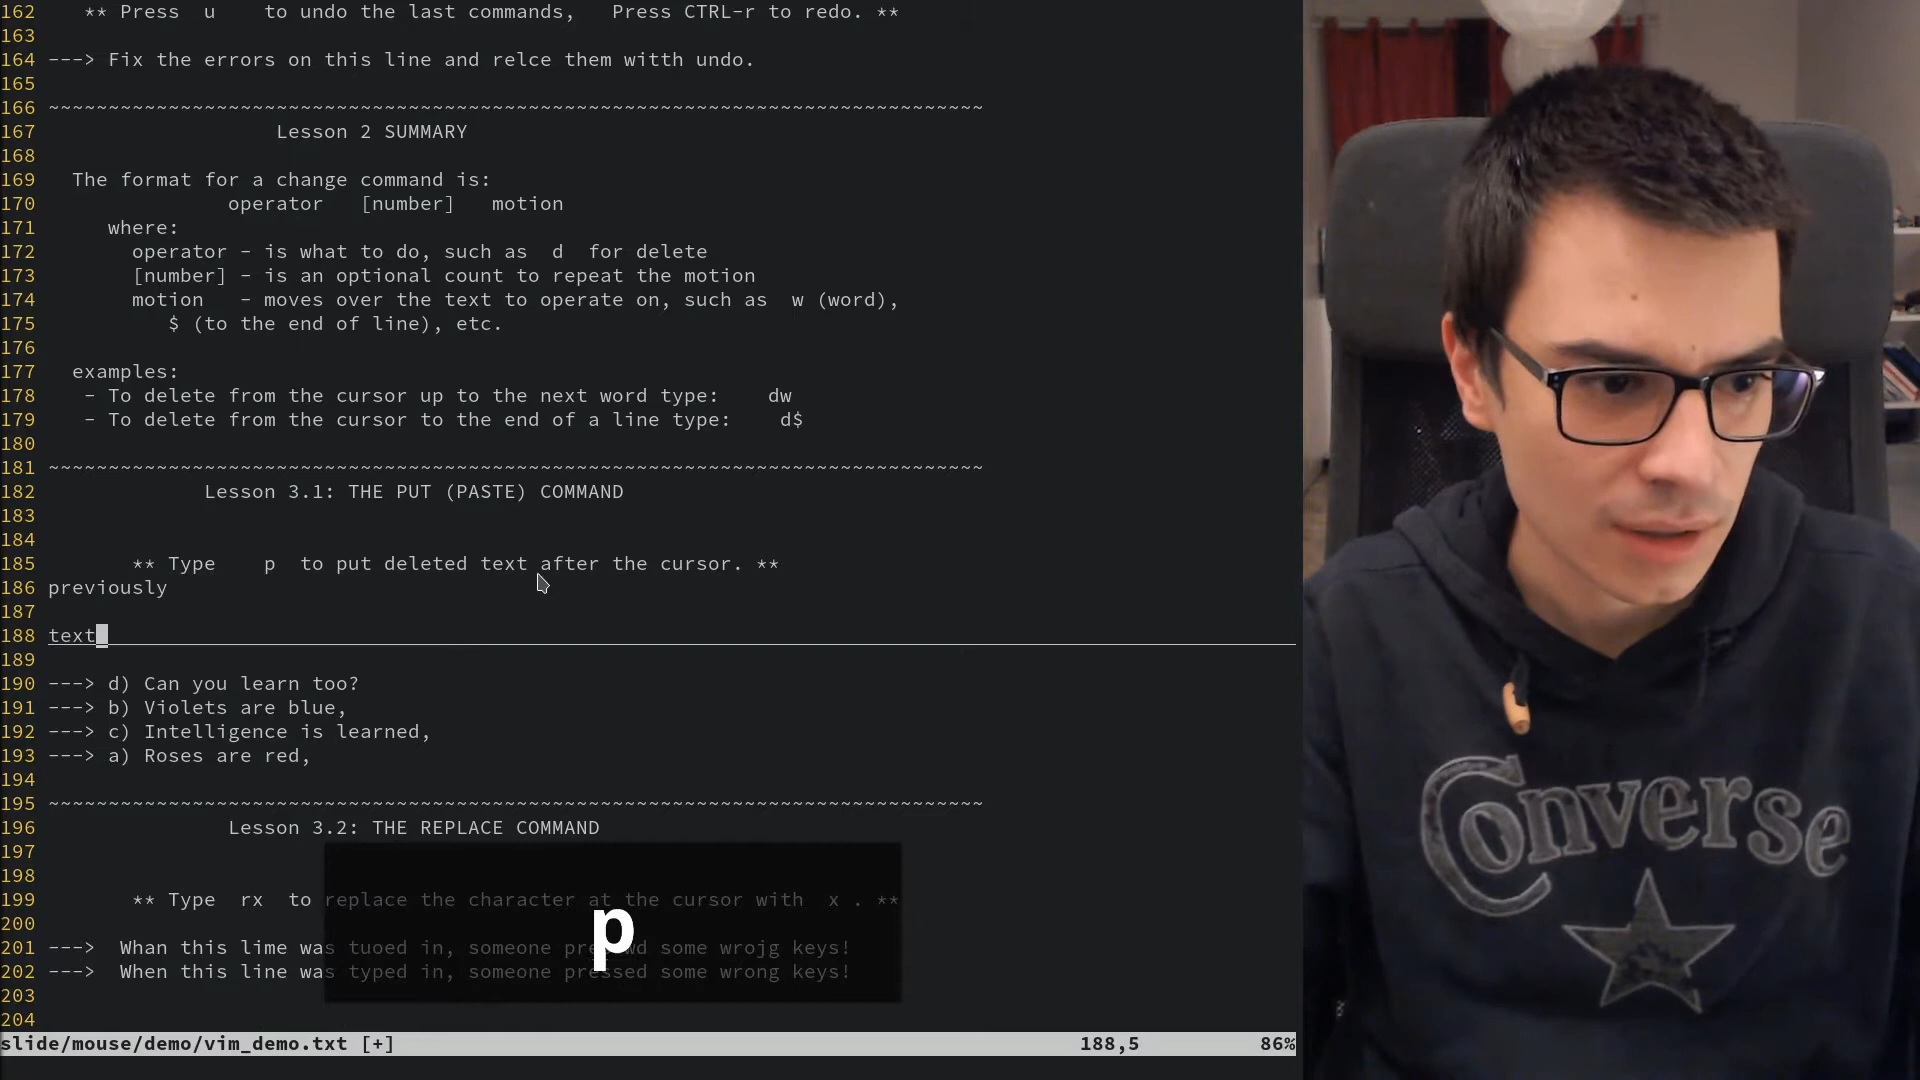 162    ** Press  u    to undo the last commands,   Press CTRL-r to redo. **
163
164 ---> Fix the errors on this line and relce them witth undo.
165
166 ~~~~~~~~~~~~~~~~~~~~~~~~~~~~~~~~~~~~~~~~~~~~~~~~~~~~~~~~~~~~~~~~~~~~~~~~~~~~~~
167                    Lesson 2 SUMMARY
168
169   The format for a change command is:
170                operator   [number]   motion
171      where:
172        operator - is what to do, such as  d  for delete
173        [number] - is an optional count to repeat the motion
174        motion   - moves over the text to operate on, such as  w (word),
175           $ (to the end of line), etc.
176
177   examples:
178    - To delete from the cursor up to the next word type:    dw
179    - To delete from the cursor to the end of a line type:    d$
180
181 ~~~~~~~~~~~~~~~~~~~~~~~~~~~~~~~~~~~~~~~~~~~~~~~~~~~~~~~~~~~~~~~~~~~~~~~~~~~~~~
182              Lesson 3.1: THE PUT (PASTE) COMMAND
183
184
185        ** Type    p  to put deleted text after the cursor. **
186 previously
187
188 text
189
190 ---> d) Can you learn too?
191 ---> b) Violets are blue,
192 ---> c) Intelligence is learned,
193 ---> a) Roses are red,
194
195 ~~~~~~~~~~~~~~~~~~~~~~~~~~~~~~~~~~~~~~~~~~~~~~~~~~~~~~~~~~~~~~~~~~~~~~~~~~~~~~
196                Lesson 3.2: THE REPLACE COMMAND
197
198
199        ** Type  rx  to replace the character at the cursor with  x . **
200
201 --->  Whan this lime was tuoed in, someone some wrojg keys!
202 --->  When this line was typed in, someone pressed some wrong keys!
203
204
p
slide/mouse/demo/vim_demo.txt [+] 188,5 86%
Converse